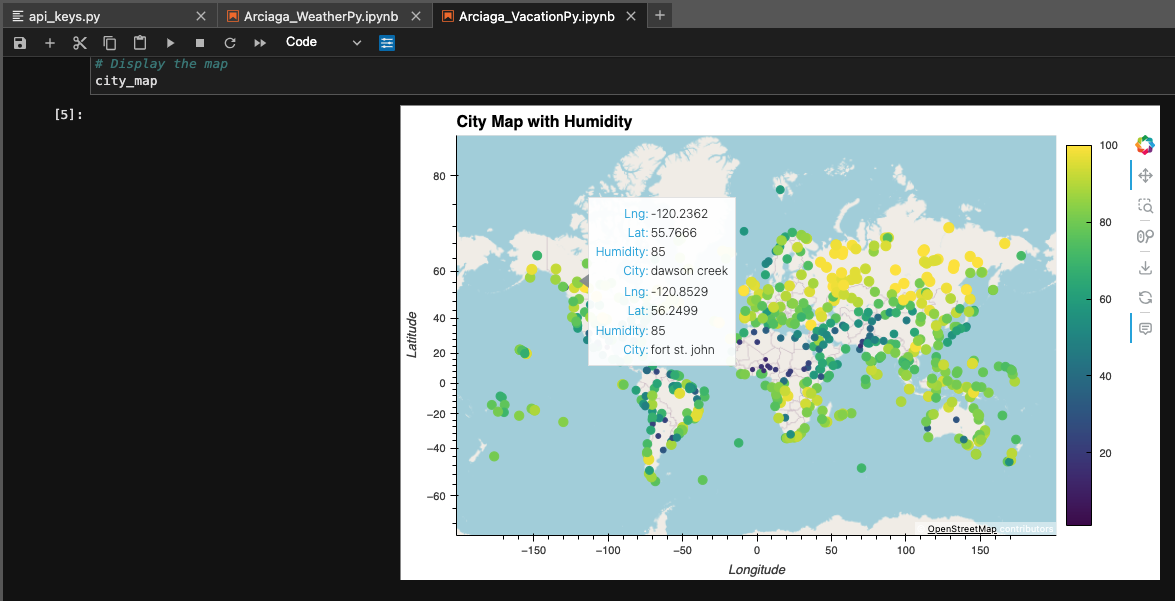 api_keys.py
Arciaga_WeatherPy.ipynb
Arciaga_VacationPy.ipynb
Code
# Display the map
city_map
[5]:
City Map with Humidity
Lng: -120.2362
Lat: 55.7666
Humidity: 85
City: dawson creek
Lng: -120.8529
Lat: 56.2499
Humidity: 85
City: fort st. john
Latitude
80
60
40
20
0
−20
−40
−60
−150 −100 −50 0 50 100 150
Longitude
OpenStreetMap contributors
100
80
60
40
20